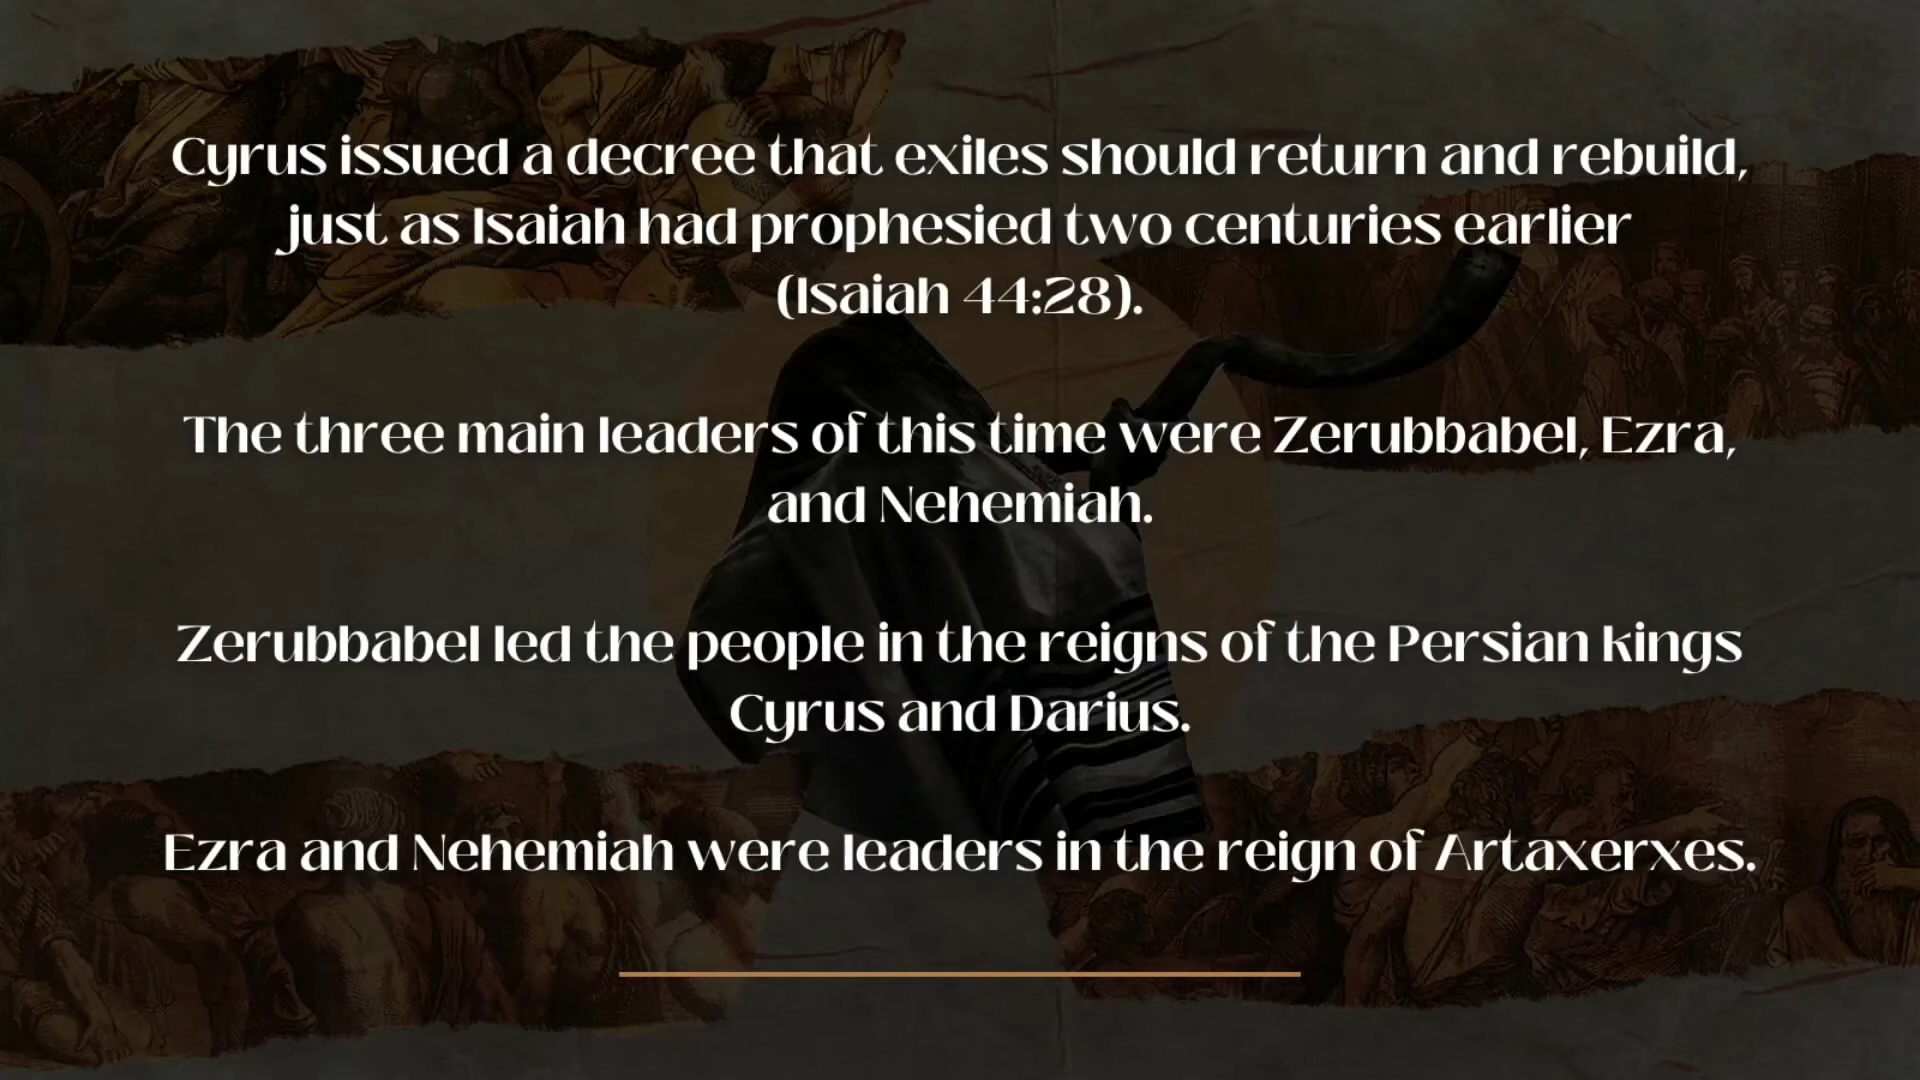 Cyrus issued a decree that exiles should return and rebuild,
just as Isaiah had prophesied two centuries earlier
(Isaiah 44:28).
The three main leaders of this time were Zerubbabel, Ezra,
and Nehemiah.
Zerubbabel led the people in the reigns of the Persian kings
Cyrus and Darius.
Ezra and Nehemiah were leaders in the reign of Artaxerxes.